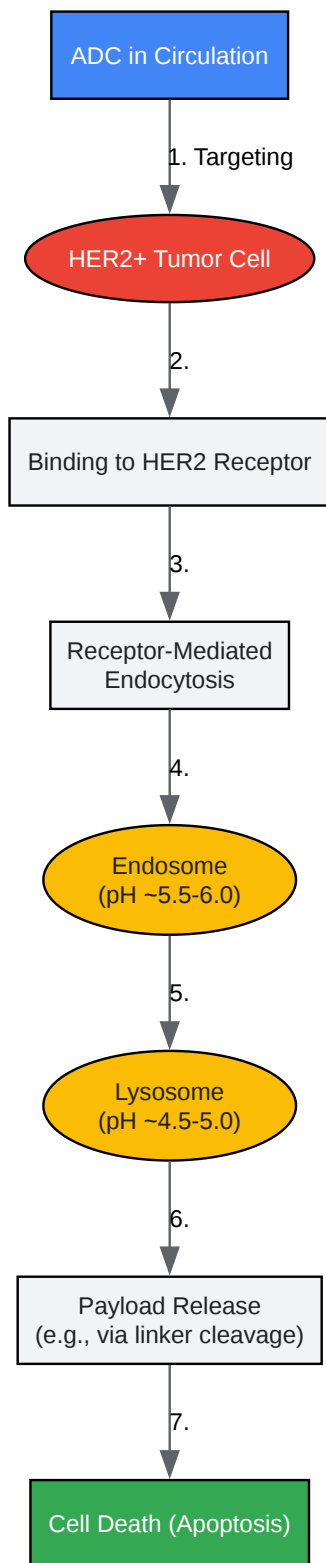 ADC in Circulation
1. Targeting
HER2+ Tumor Cell
2.
Binding to HER2 Receptor
3.
Receptor-Mediated
Endocytosis
4.
Endosome
(pH ~5.5-6.0)
5.
Lysosome
(pH ~4.5-5.0)
6.
Payload Release
(e.g., via linker cleavage)
7.
Cell Death (Apoptosis)